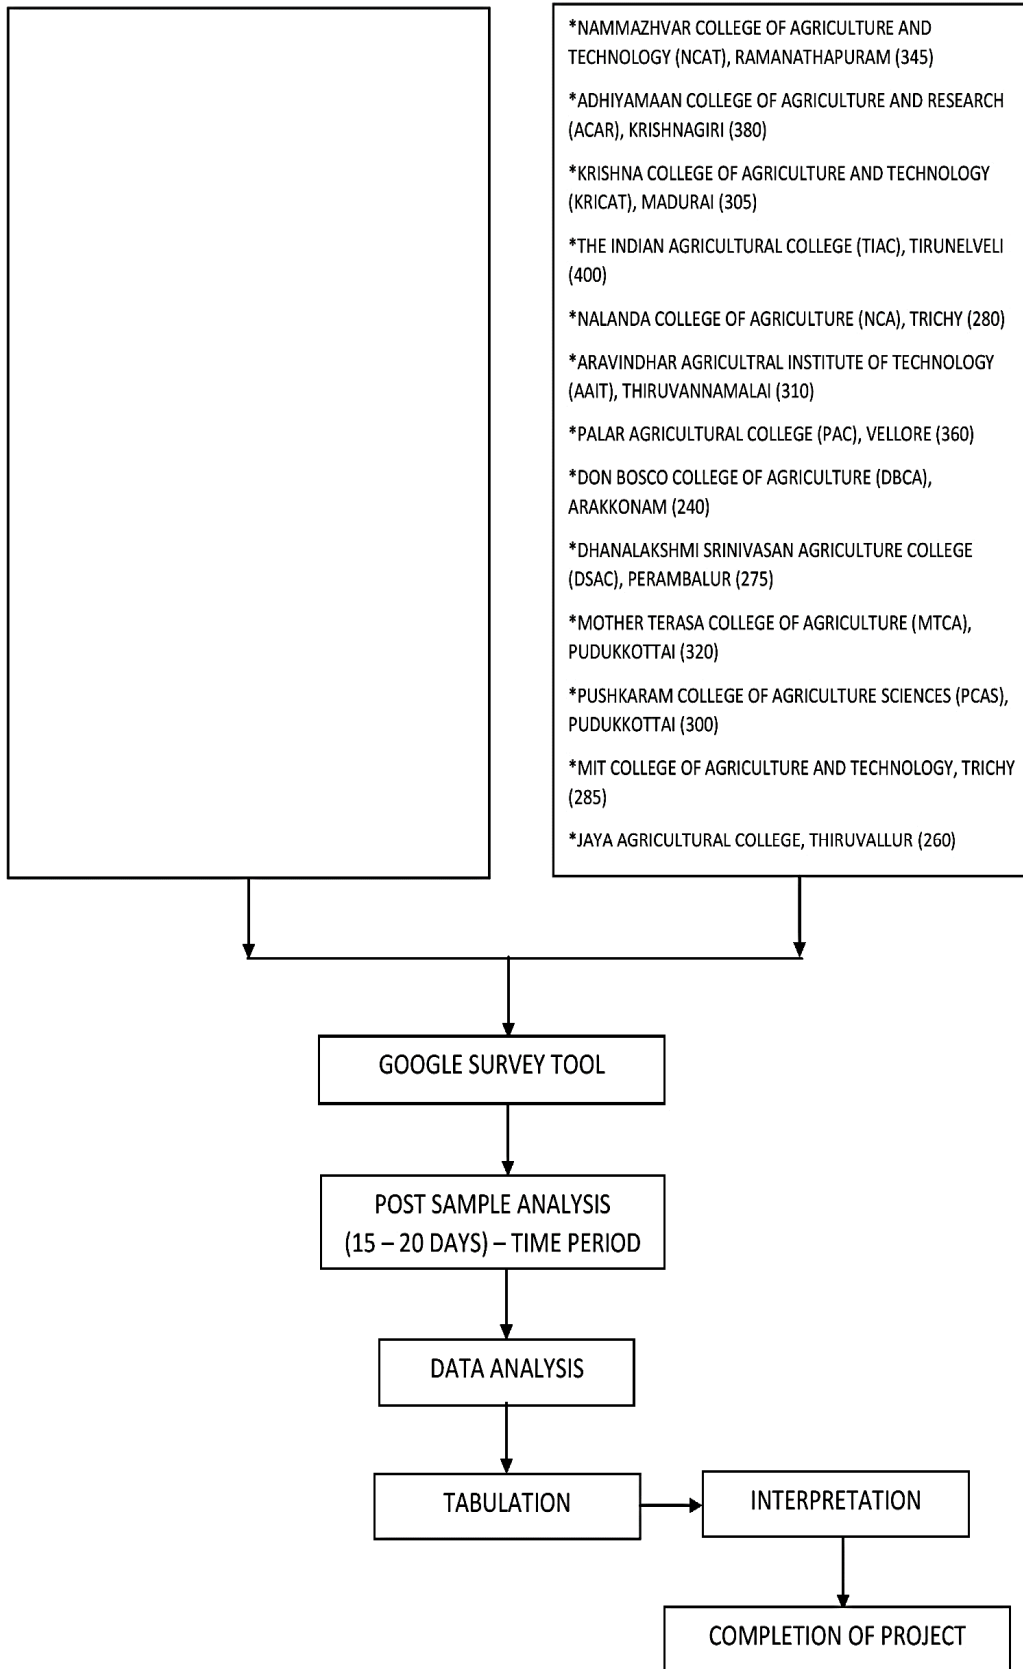 *NAMMAZHVAR COLLEGE OF AGRICULTURE AND
TECHNOLOGY (NCAT), RAMANATHAPURAM (345)
*ADHIYAMAAN COLLEGE OF AGRICULTURE AND RESEARCH
(ACAR), KRISHNAGIRI (380)
*KRISHNA COLLEGE OF AGRICULTURE AND TECHNOLOGY
(KRICAT), MADURAI (305)
*THE INDIAN AGRICULTURAL COLLEGE (TIAC), TIRUNELVELI
(400)
*NALANDA COLLEGE OF AGRICULTURE (NCA), TRICHY (280)
*ARAVINDHAR AGRICULTRAL INSTITUTE OF TECHNOLOGY
(AAIT), THIRUVANNAMALAI (310)
*PALAR AGRICULTURAL COLLEGE (PAC), VELLORE (360)
*DON BOSCO COLLEGE OF AGRICULTURE (DBCA),
ARAKKONAM (240)
*DHANALAKSHMI SRINIVASAN AGRICULTURE COLLEGE
(DSAC), PERAMBALUR (275)
*MOTHER TERASA COLLEGE OF AGRICULTURE (MTCA),
PUDUKKOTTAI (320)
*PUSHKARAM COLLEGE OF AGRICULTURE SCIENCES (PCAS),
PUDUKKOTTAI (300)
*MIT COLLEGE OF AGRICULTURE AND TECHNOLOGY, TRICHY
(285)
*JAYA AGRICULTURAL COLLEGE, THIRUVALLUR (260)
GOOGLE SURVEY TOOL
POST SAMPLE ANALYSIS
(15 – 20 DAYS) – TIME PERIOD
DATA ANALYSIS
TABULATION
INTERPRETATION
COMPLETION OF PROJECT